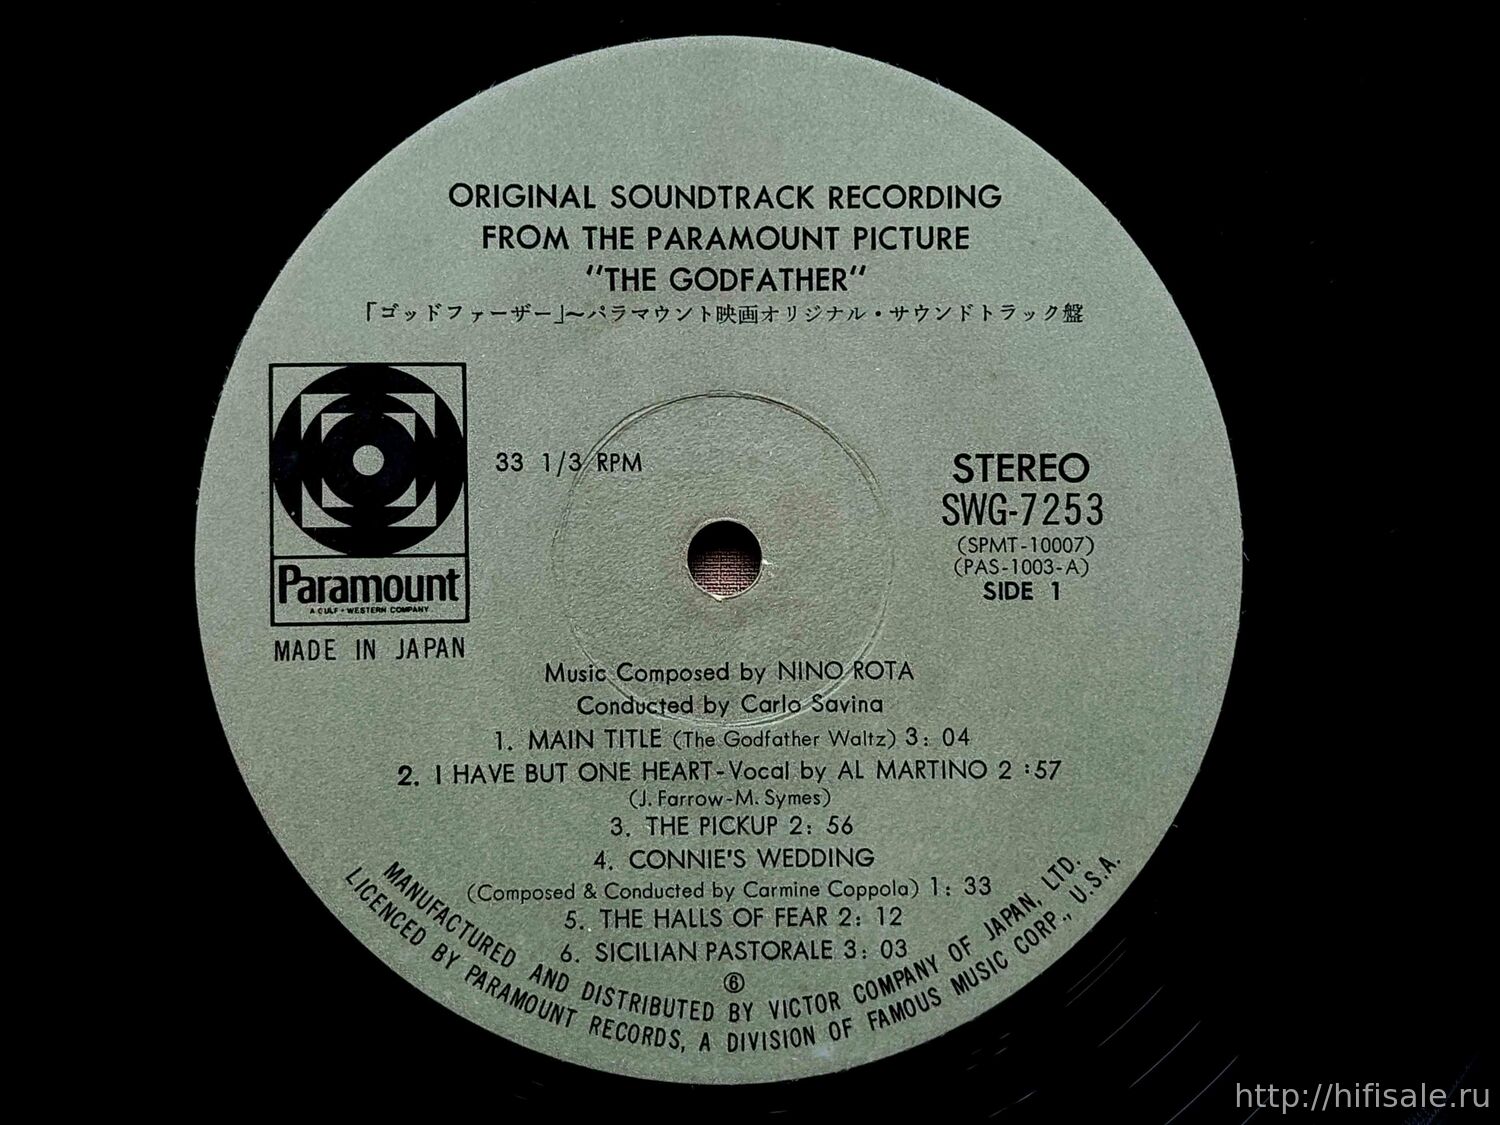 ORIGINAL SOUNDTRACK RECORDING
FROM THE PARAMOUNT PICTURE
"THE GODFATHER"
「ゴッドファーザー」~パラマウント映画オリジナル・サウンドトラック盤
33 1/3 RPM
STEREO
SWG-7253
(SPMT-10007)
(PAS-1003-A)
SIDE 1
Paramount
A GULF + WESTERN COMPANY
MADE IN JAPAN
Music Composed by NINO ROTA
Conducted by Carlo Savina
1. MAIN TITLE (The Godfather Waltz) 3: 04
2. I HAVE BUT ONE HEART-Vocal by AL MARTINO 2 :57
(J. Farrow-M. Symes)
3. THE PICKUP 2: 56
4. CONNIE'S WEDDING
(Composed & Conducted by Carmine Coppola) 1: 33
5. THE HALLS OF FEAR 2: 12
6. SICILIAN PASTORALE 3: 03
⑥
MANUFACTURED AND DISTRIBUTED BY VICTOR COMPANY OF JAPAN, LTD.
LICENCED BY PARAMOUNT RECORDS, A DIVISION OF FAMOUS MUSIC CORP., U.S.A.
http://hifisale.ru